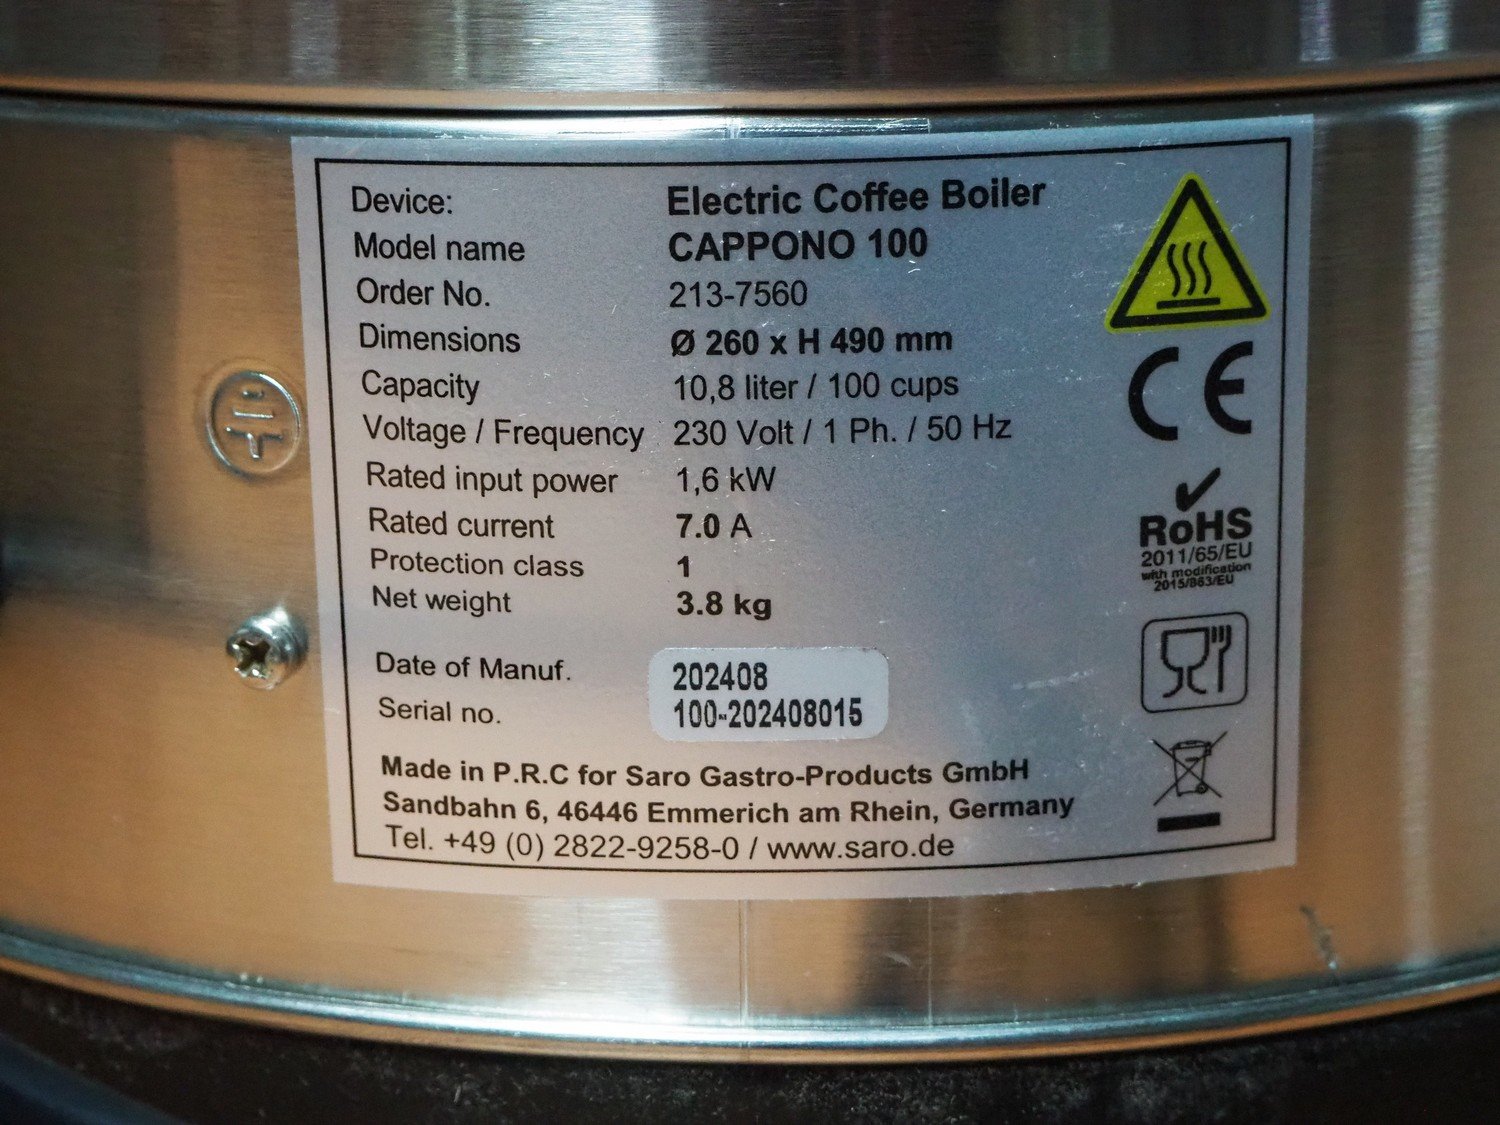 Device: Electric Coffee Boiler
Model name CAPPONO 100
Order No. 213-7560
Dimensions Ø 260 x H 490 mm
Capacity 10,8 liter / 100 cups
Voltage / Frequency 230 Volt / 1 Ph. / 50 Hz
Rated input power 1,6 kW
Rated current 7.0 A
Protection class 1
Net weight 3.8 kg
Date of Manuf. 202408
Serial no. 100-202408015
Made in P.R.C for Saro Gastro-Products GmbH
Sandbahn 6, 46446 Emmerich am Rhein, Germany
Tel. +49 (0) 2822-9258-0 / www.saro.de
CE
RoHS
2011/65/EU
with modification
2015/863/EU